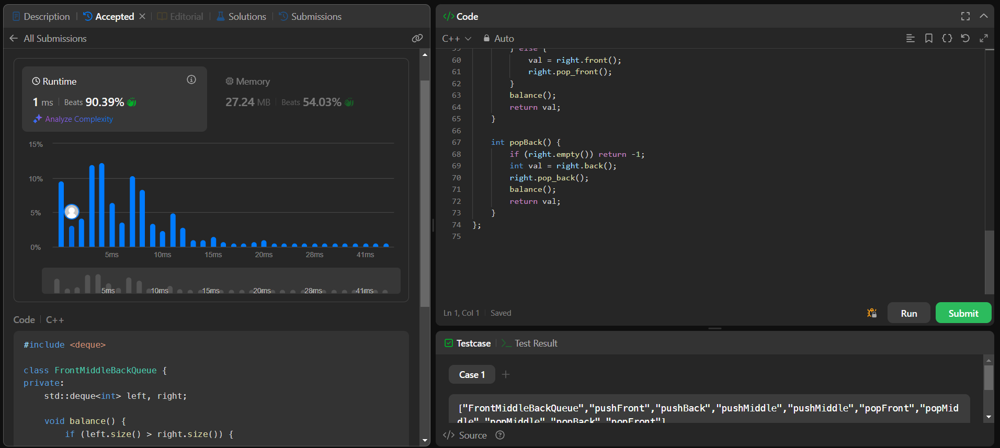 Description
Accepted
Editorial
Solutions
Submissions
All Submissions
Runtime
1 ms
Beats 90.39%
Analyze Complexity
Memory
27.24 MB
Beats 54.03%
15%
10%
5%
0%
5ms
10ms
15ms
20ms
28ms
41ms
5ms
10ms
15ms
20ms
28ms
41ms
Code
C++
#include <deque>
class FrontMiddleBackQueue {
private:
std::deque<int> left, right;
void balance() {
if (left.size() > right.size()) {
</> Code
C++
Auto
59 } else {
60 val = right.front();
61 right.pop_front();
62 }
63 balance();
64 return val;
65 }
66
67 int popBack() {
68 if (right.empty()) return -1;
69 int val = right.back();
70 right.pop_back();
71 balance();
72 return val;
73 }
74 };
75
Ln 1, Col 1
Saved
Run
Submit
Testcase
Test Result
Case 1
["FrontMiddleBackQueue","pushFront","pushBack","pushMiddle","pushMiddle","popFront","popMid
dle","popMiddle","popBack","popFront"]
</> Source